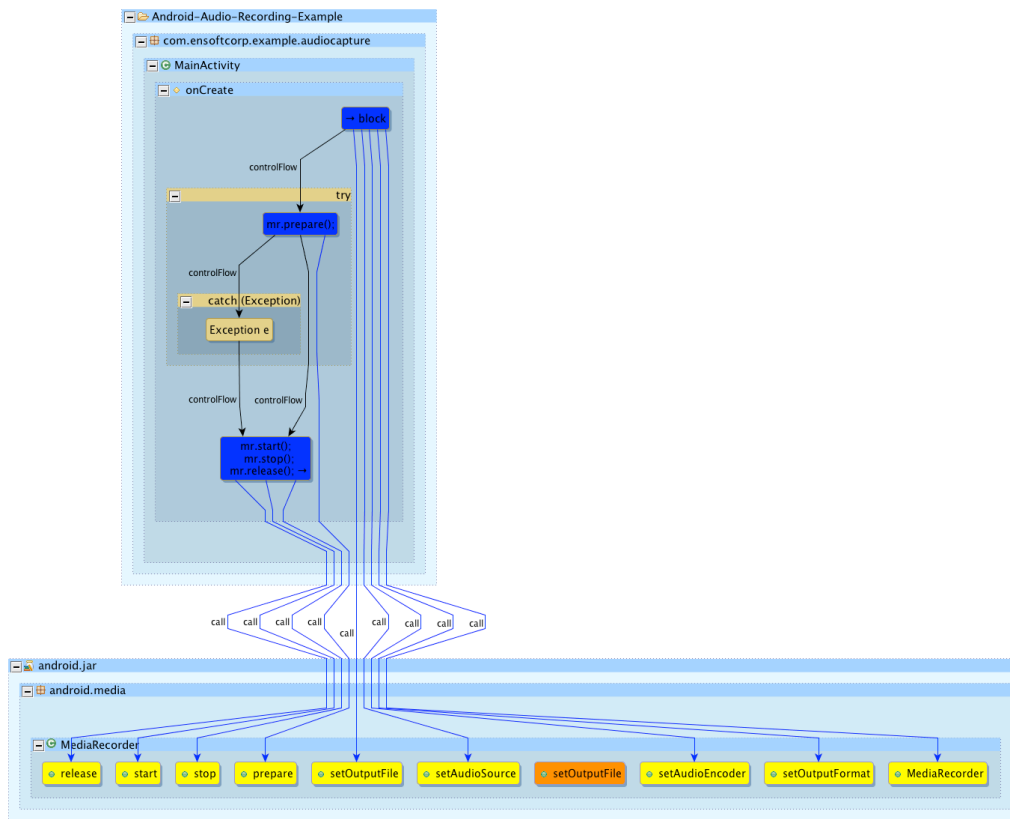 Android-Audio-Recording-Example
com.ensoftcorp.example.audiocapture
MainActivity
onCreate
→ block
controlFlow
try
mr.prepare();
controlFlow
catch (Exception)
Exception e
controlFlow controlFlow
mr.start();
mr.stop();
mr.release(); →
call call call call call call call call call
android.jar
android.media
MediaRecorder
release start stop prepare setOutputFile setAudioSource setOutputFile setAudioEncoder setOutputFormat MediaRecorder